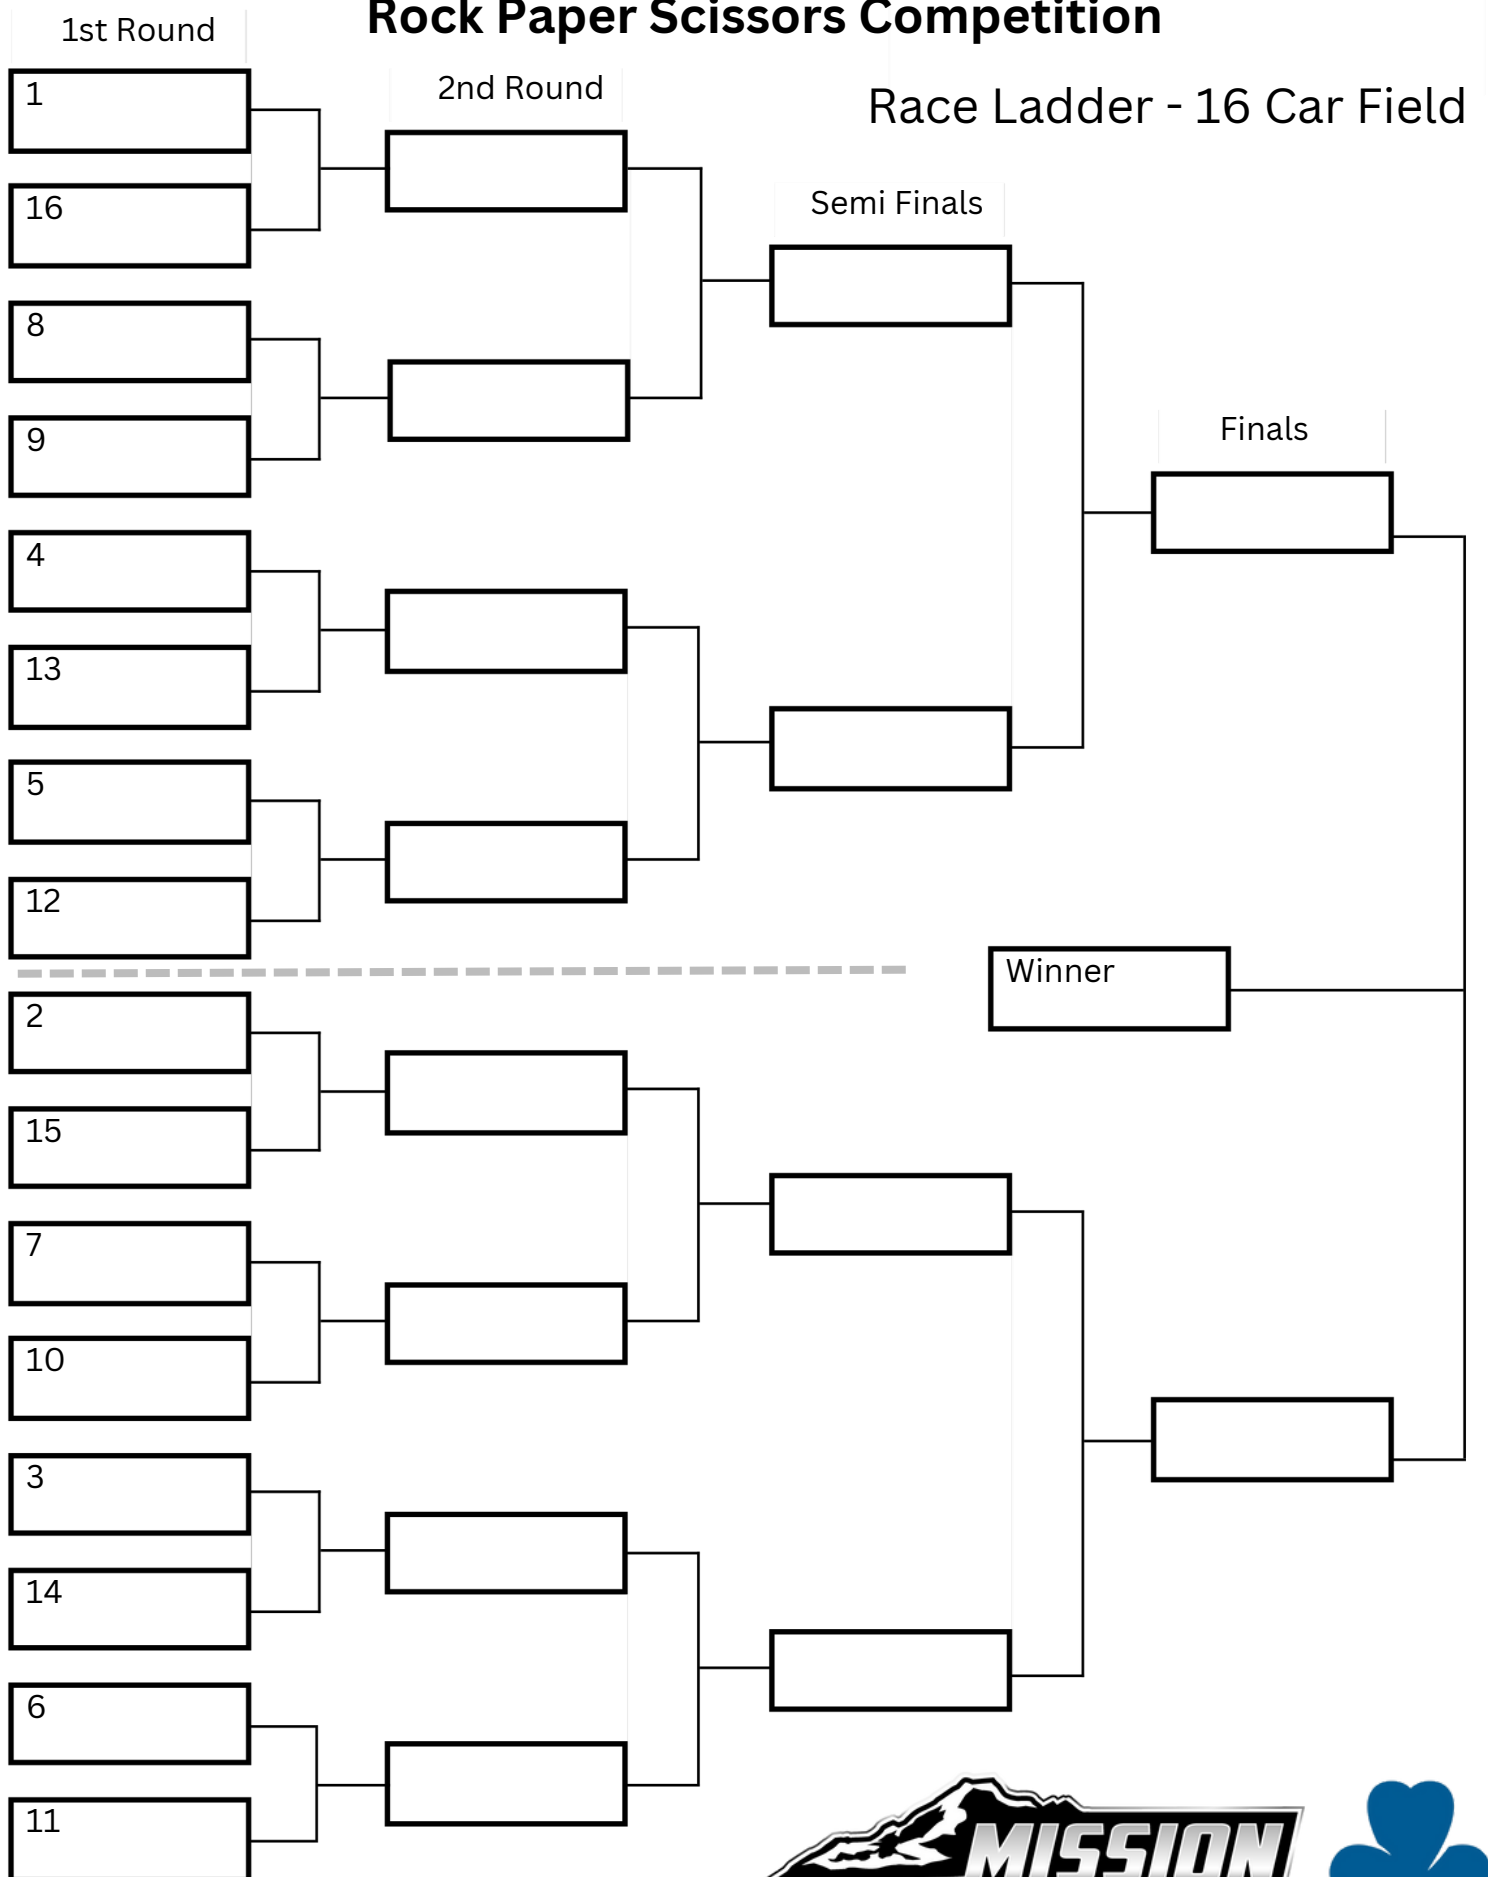 Rock Paper Scissors Competition
1st Round
2nd Round
Race Ladder - 16 Car Field
Semi Finals
Finals
1
16
8
9
4
13
5
12
Winner
2
15
7
10
3
14
6
11
MISSION